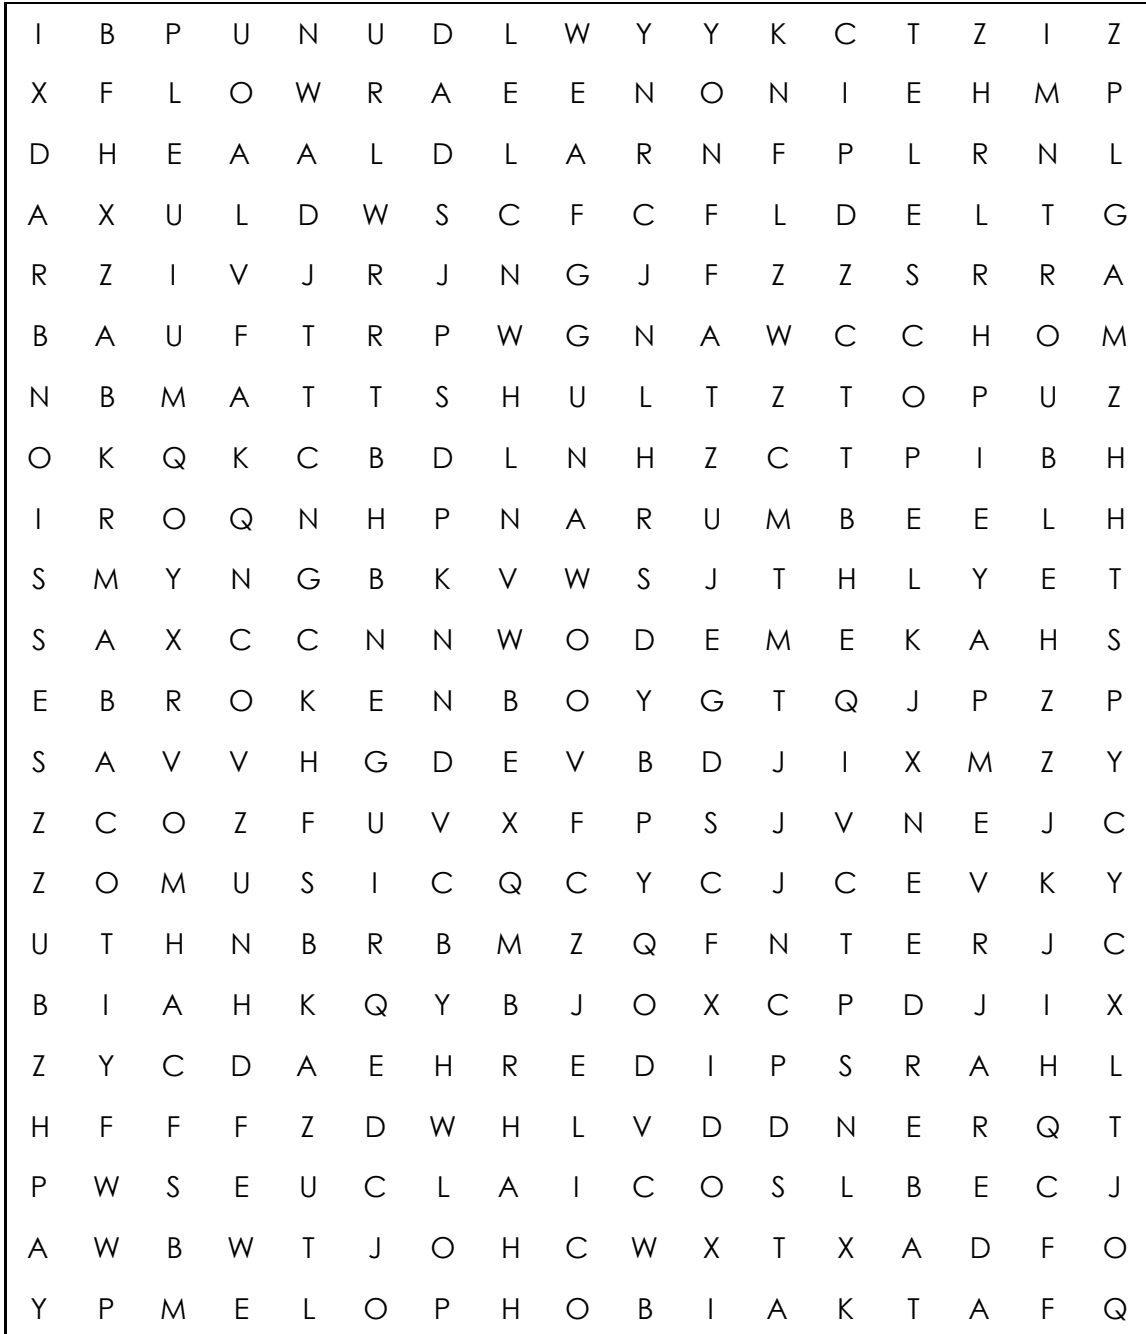 I B P U N U D L W Y Y K C T Z I Z
X F L O W R A E E N O N I E H M P
D H E A A L D L A R N F P L R N L
A X U L D W S C F C F L D E L T G
R Z I V J R J N G J F Z Z S R R A
B A U F T R P W G N A W C C H O M
N B M A T T S H U L T Z T O P U Z
O K Q K C B D L N H Z C T P I B H
I R O Q N H P N A R U M B E E L H
S M Y N G B K V W S J T H L Y E T
S A X C C N N W O D E M E K A H S
E B R O K E N B O Y G T Q J P Z P
S A V V H G D E V B D J I X M Z Y
Z C O Z F U V X F P S J V N E J C
Z O M U S I C Q C Y C J C E V K Y
U T H N B R B M Z Q F N T E R J C
B I A H K Q Y B J O X C P D J I X
Z Y C D A E H R E D I P S R A H L
H F F F Z D W H L V D D N E R Q T
P W S E U C L A I C O S L B E C J
A W B W T J O H C W X T X A D F O
Y P M E L O P H O B I A K T A F Q